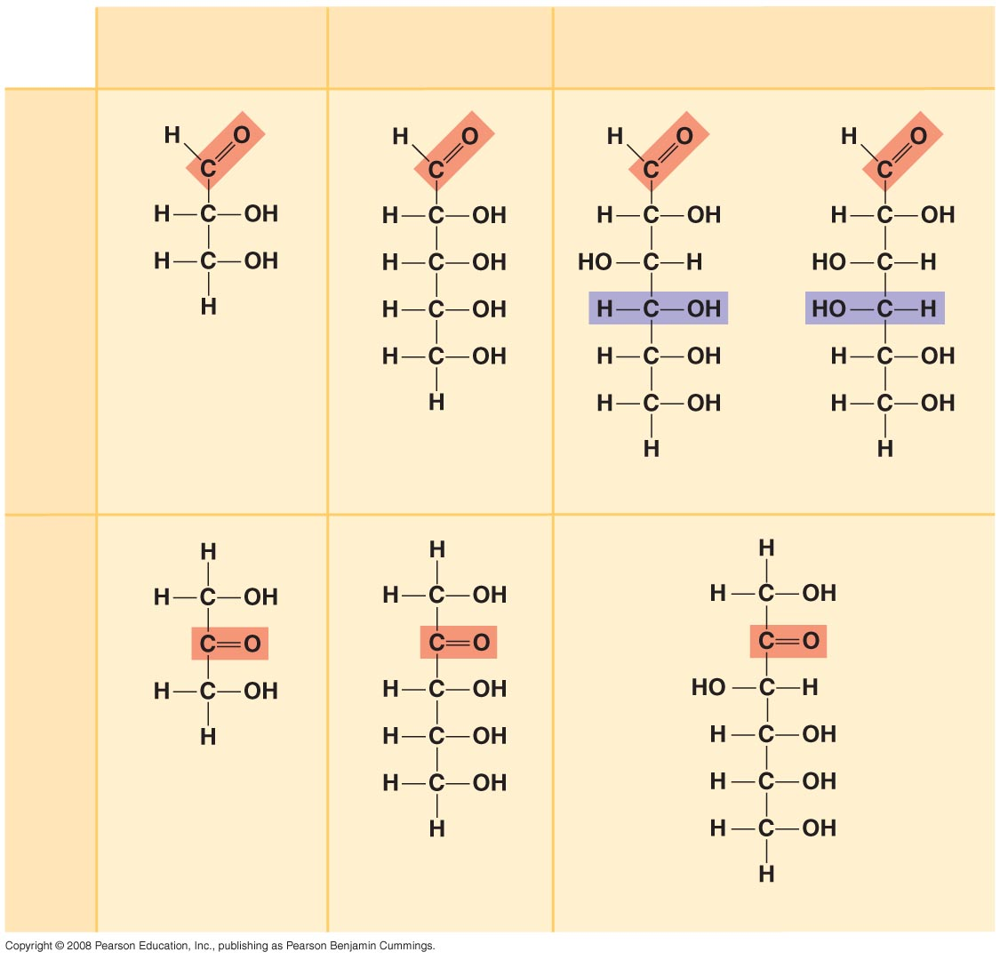 H O
C
H—C—OH
H—C—OH
H
H O
C
H—C—OH
H—C—OH
H—C—OH
H—C—OH
H
H O
C
H—C—OH
HO—C—H
H—C—OH
H—C—OH
H—C—OH
H
H O
C
H—C—OH
HO—C—H
HO—C—H
H—C—OH
H—C—OH
H
H
H—C—OH
C=O
H—C—OH
H
H
H—C—OH
C=O
H—C—OH
H—C—OH
H—C—OH
H
H
H—C—OH
C=O
HO—C—H
H—C—OH
H—C—OH
H—C—OH
H
Copyright © 2008 Pearson Education, Inc., publishing as Pearson Benjamin Cummings.